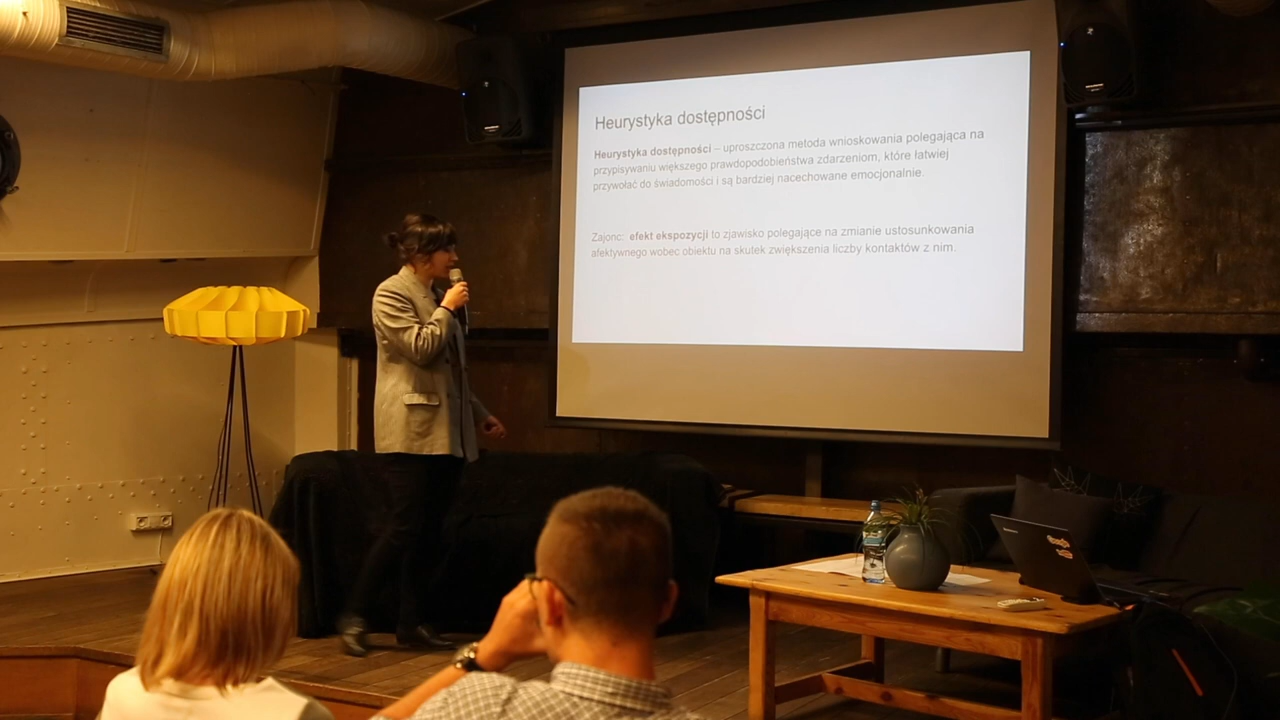 Heurystyka dostępności
Heurystyka dostępności – uproszczona metoda wnioskowania polegająca na
przypisywaniu większego prawdopodobieństwa zdarzeniom, które łatwiej
przywołać do świadomości i są bardziej nacechowane emocjonalnie.
Zajonc: efekt ekspozycji to zjawisko polegające na zmianie ustosunkowania
afektywnego wobec obiektu na skutek zwiększenia liczby kontaktów z nim.